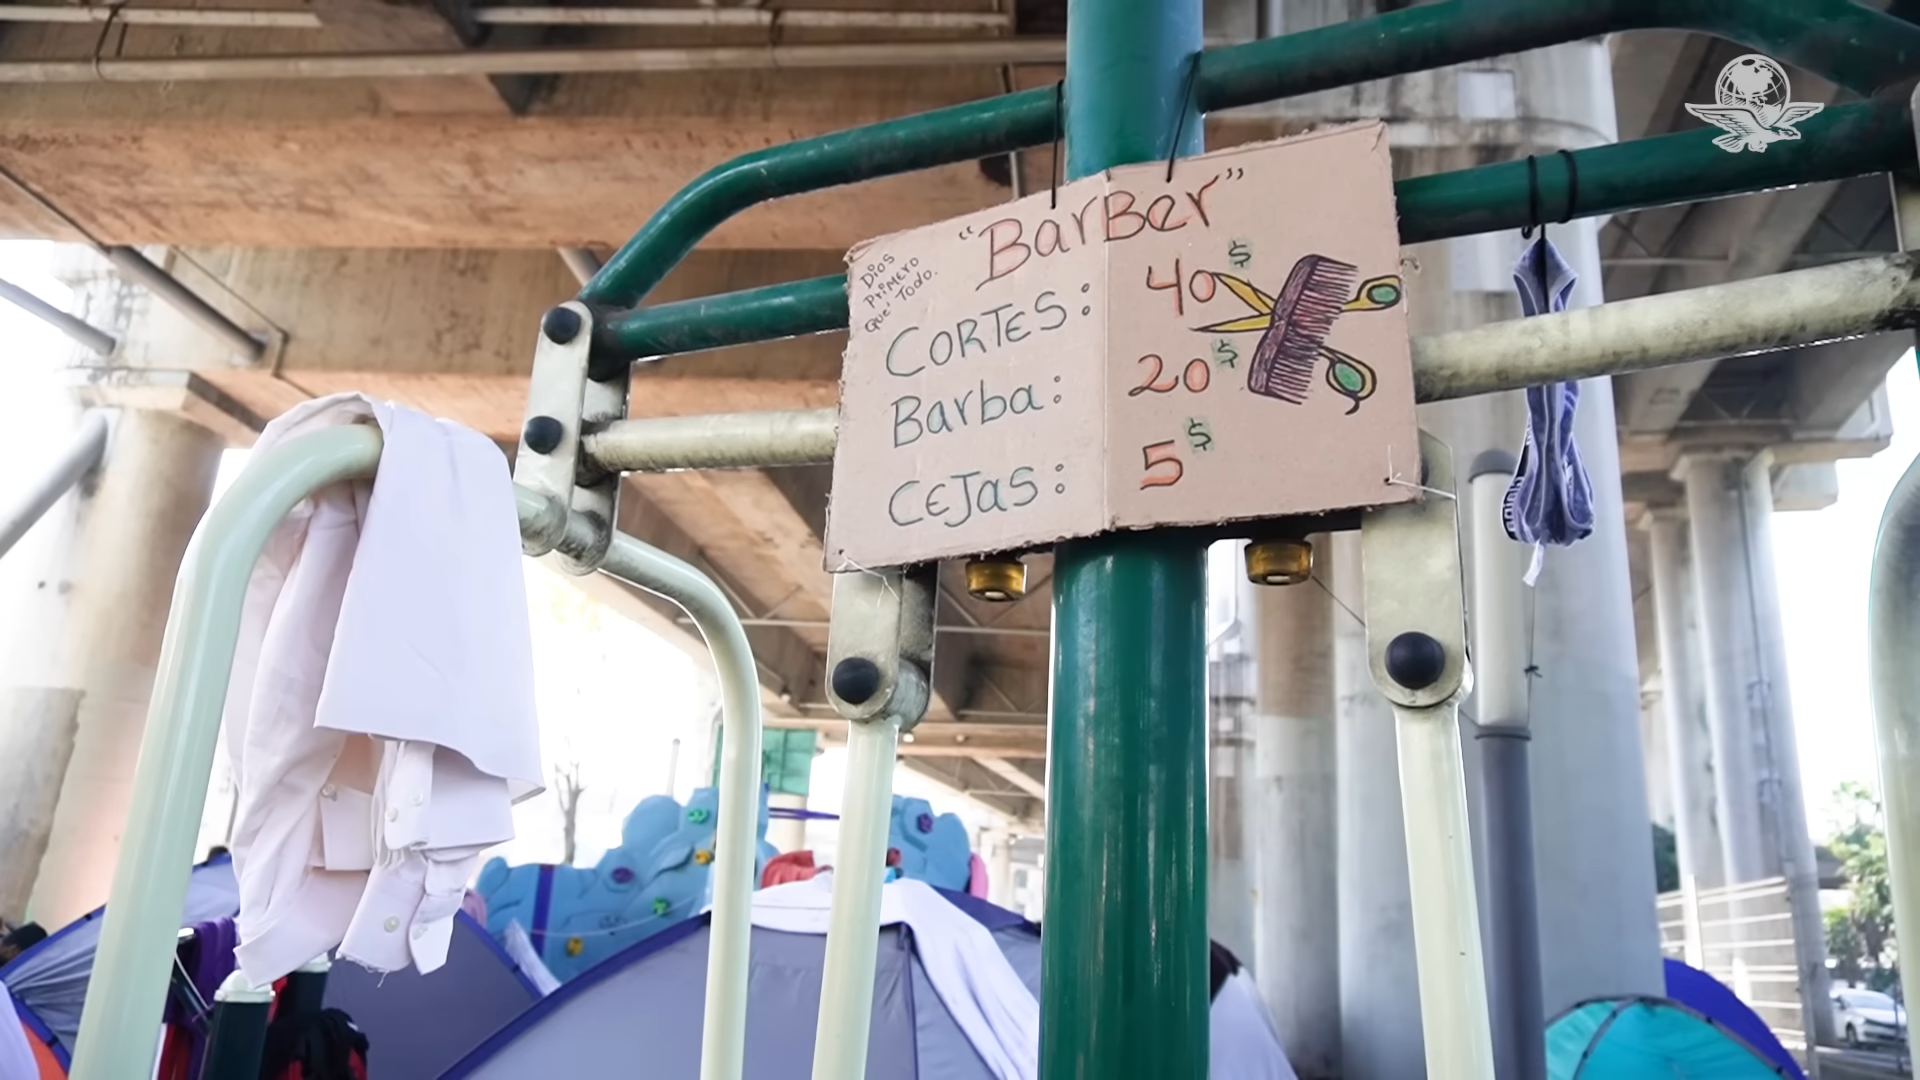 “BarBer”
Dios
PriMero
Que' Todo.
CORTES: 40$
Barba: 20$
CEJas: 5$